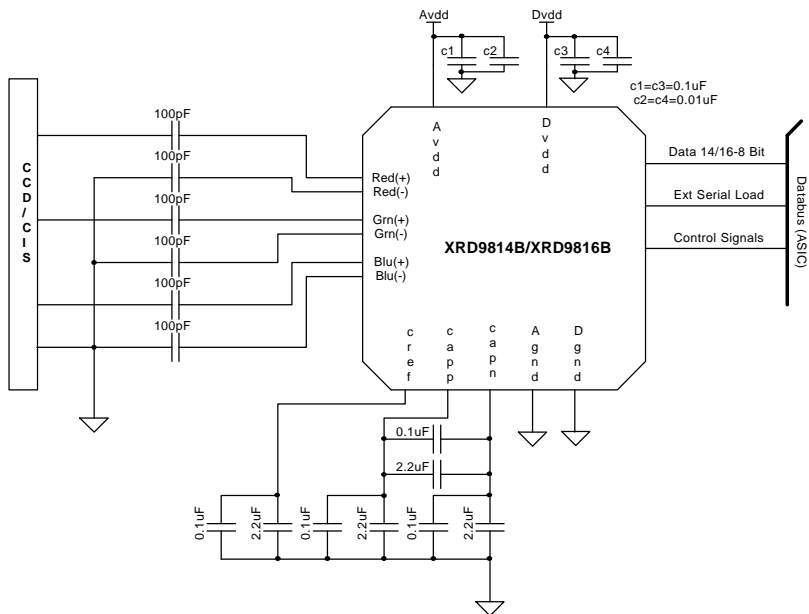 Avdd
Dvdd
c1
c2
c3
c4
c1=c3=0.1uF
c2=c4=0.01uF
CCD/CIS
100pF
100pF
100pF
100pF
100pF
100pF
Red(+)
Red(-)
Grn(+)
Grn(-)
Blu(+)
Blu(-)
Avdd
Dvdd
XRD9814B/XRD9816B
Data 14/16-8 Bit
Ext Serial Load
Control Signals
Databus (ASIC)
cref
capp
capn
Agnd
Dgnd
0.1uF
2.2uF
0.1uF
2.2uF
0.1uF
2.2uF
0.1uF
2.2uF